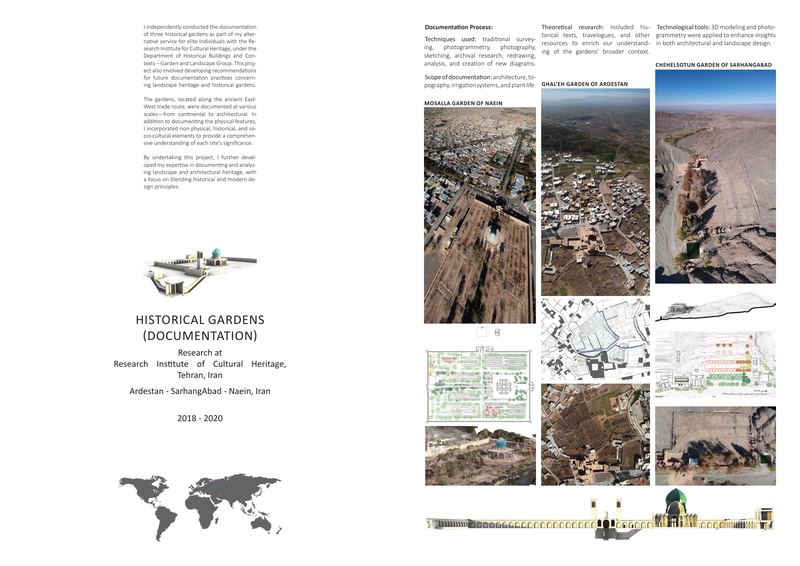 I independently conducted the documentation
of three historical gardens as part of my alter-
native service for elite individuals with the Re-
search Institute for Cultural Heritage, under the
Department of Historical Buildings and Con-
texts – Garden and Landscape Group. This proj-
ect also involved developing recommendations
for future documentation practices concern-
ing landscape heritage and historical gardens.
The gardens, located along the ancient East-
West trade route, were documented at various
scales—from continental to architectural. In
addition to documenting the physical features,
I incorporated non-physical, historical, and so-
cio-cultural elements to provide a comprehen-
sive understanding of each site's significance.
By undertaking this project, I further devel-
oped my expertise in documenting and analyz-
ing landscape and architectural heritage, with
a focus on blending historical and modern de-
sign principles.
HISTORICAL GARDENS
(DOCUMENTATION)
Research at
Research Institute of Cultural Heritage,
Tehran, Iran
Ardestan - SarhangAbad - Naein, Iran
2018 - 2020
Documentation Process:
Techniques used: traditional survey-
ing, photogrammetry, photography,
sketching, archival research, redrawing,
analysis, and creation of new diagrams.
Scope of documentation: architecture, to-
pography, irrigation systems, and plant life.
MOSALLA GARDEN OF NAEIN
Theoretical research: Included his-
torical texts, travelogues, and other
resources to enrich our understand-
ing of the gardens' broader context.
GHAL'EH GARDEN OF ARDESTAN
Technological tools: 3D modeling and photo-
grammetry were applied to enhance insights
in both architectural and landscape design.
CHEHELSOTUN GARDEN OF SARHANGABAD